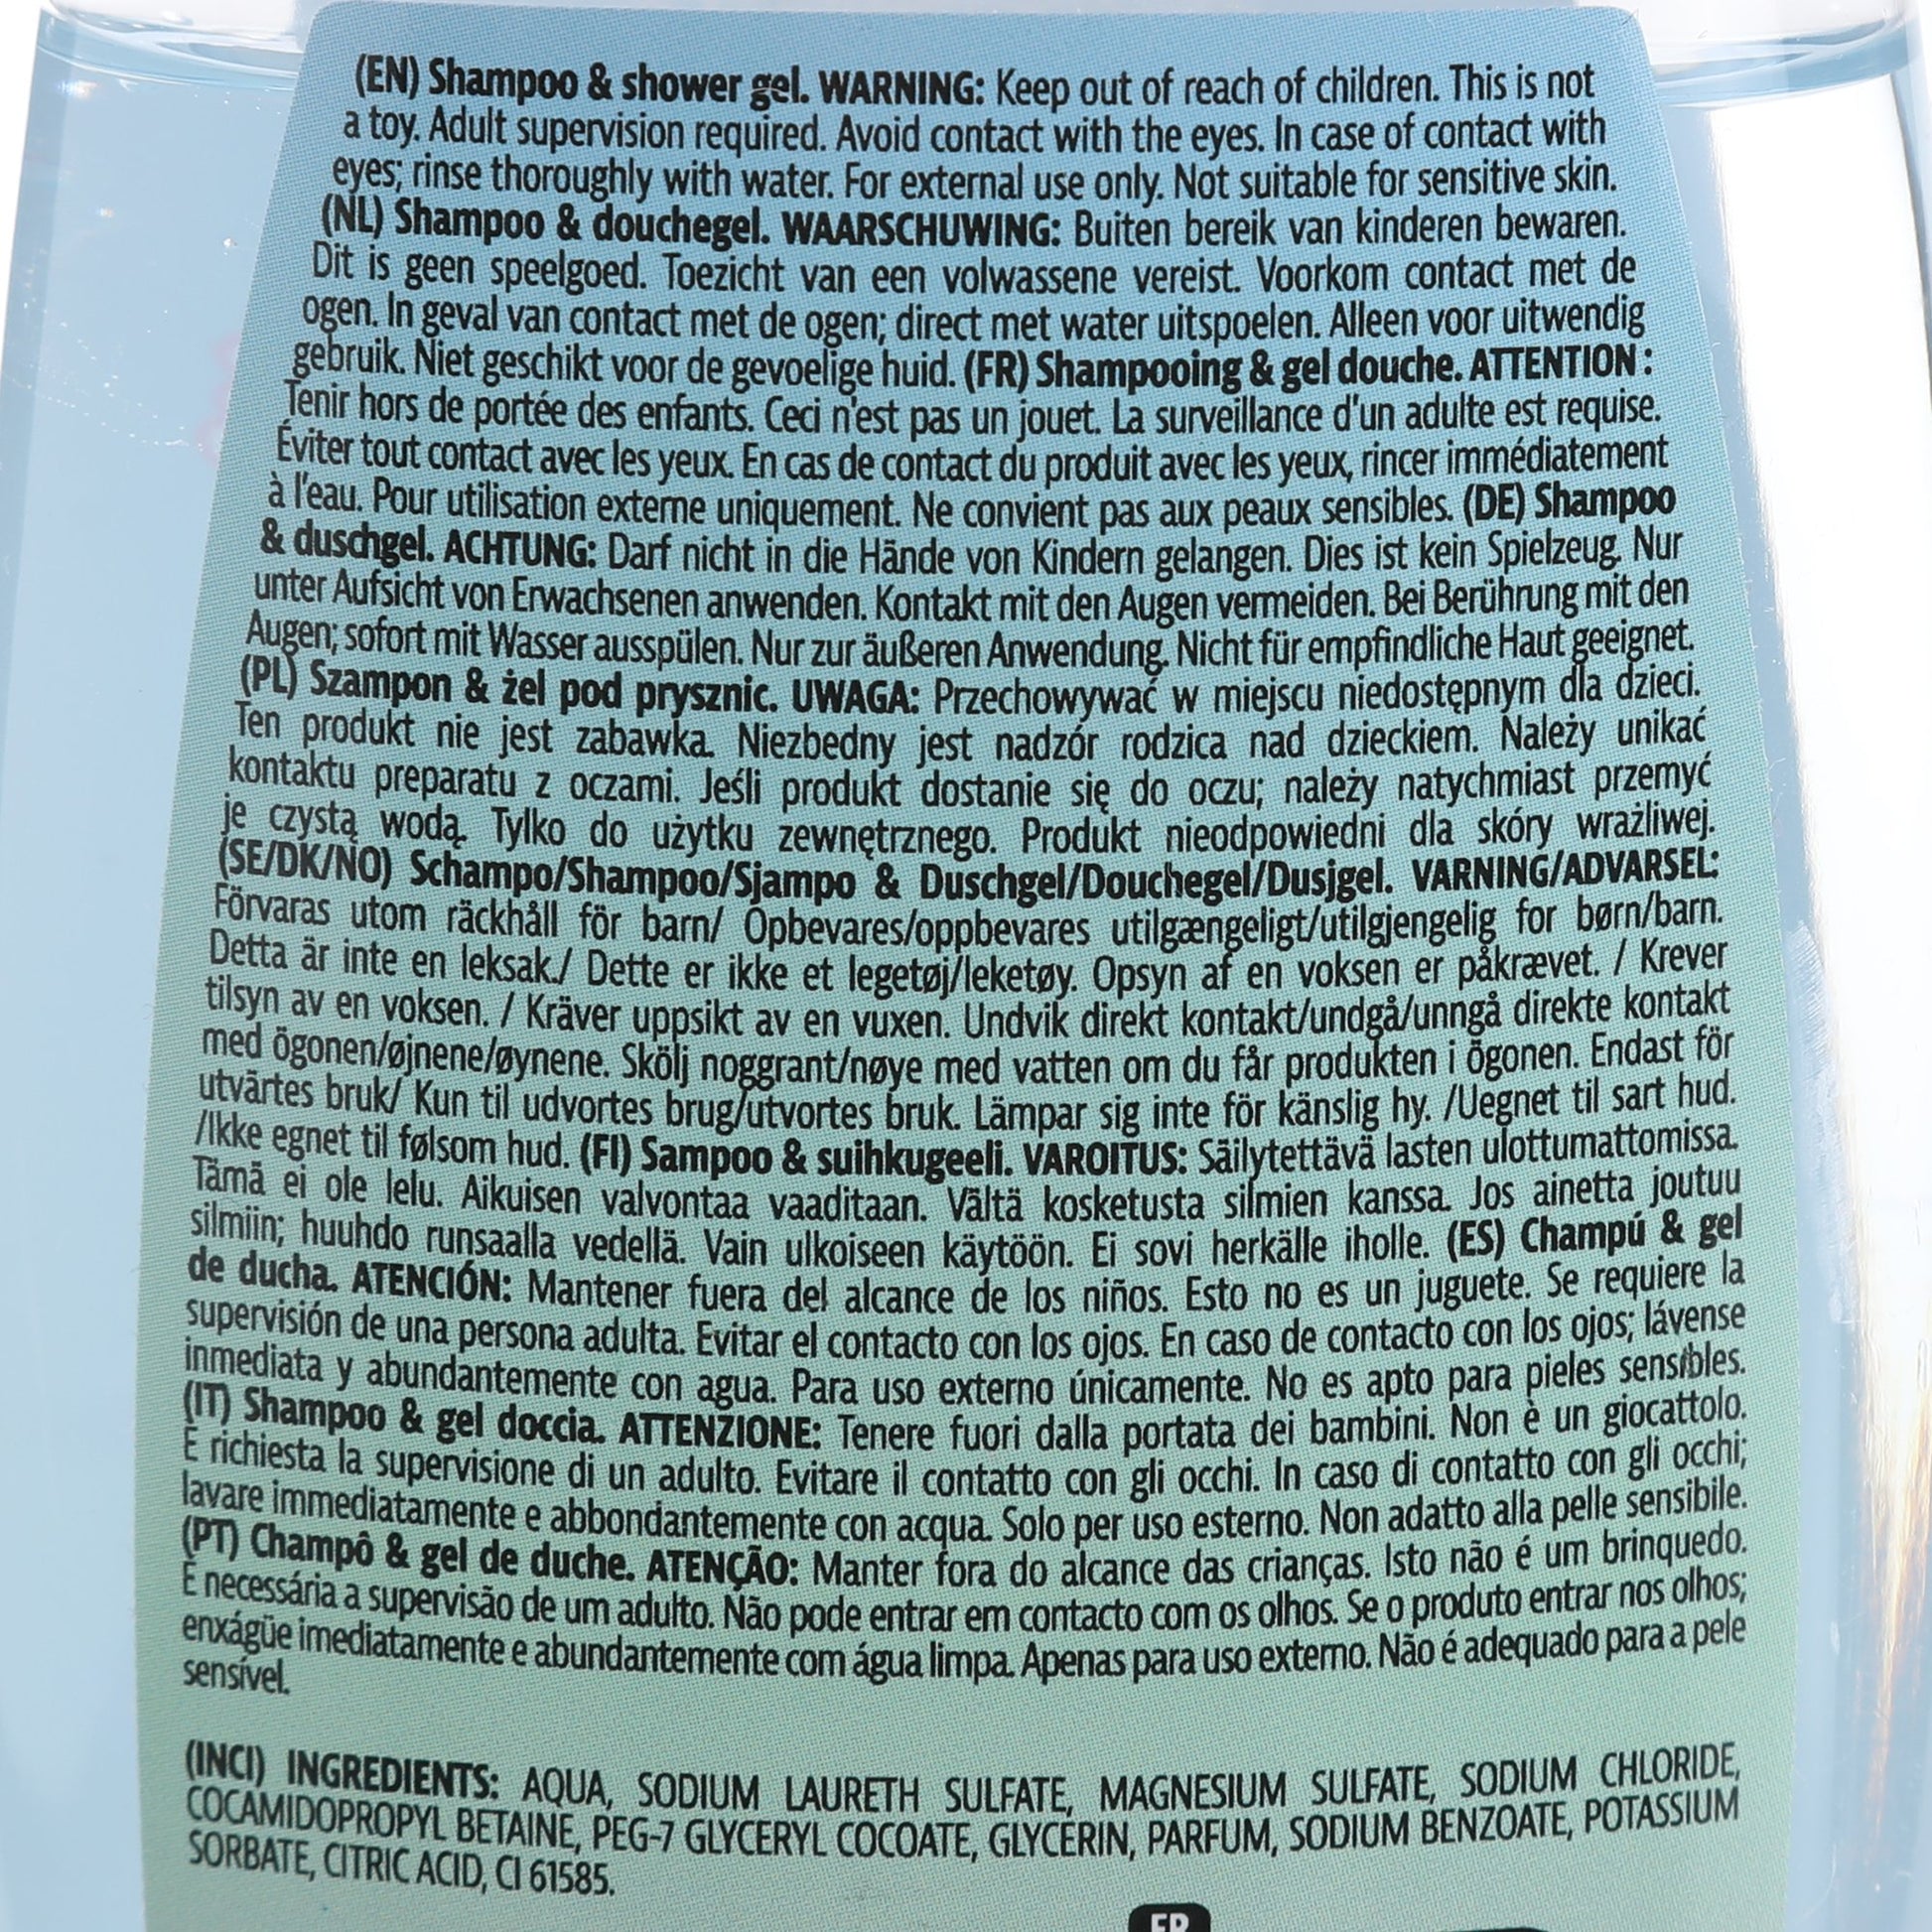 (EN) Shampoo & shower gel. WARNING: Keep out of reach of children. This is not
a toy. Adult supervision required. Avoid contact with the eyes. In case of contact with
eyes; rinse thoroughly with water. For external use only. Not suitable for sensitive skin.
(NL) Shampoo & douchegel. WAARSCHUWING: Buiten bereik van kinderen bewaren.
Dit is geen speelgoed. Toezicht van een volwassene vereist. Voorkom contact met de
ogen. In geval van contact met de ogen; direct met water uitspoelen. Alleen voor uitwendig
gebruik. Niet geschikt voor de gevoelige huid. (FR) Shampooing & gel douche. ATTENTION :
Tenir hors de portée des enfants. Ceci n'est pas un jouet. La surveillance d'un adulte est requise.
Éviter tout contact avec les yeux. En cas de contact du produit avec les yeux, rincer immédiatement
à l'eau. Pour utilisation externe uniquement. Ne convient pas aux peaux sensibles. (DE) Shampoo
& duschgel. ACHTUNG: Darf nicht in die Hände von Kindern gelangen. Dies ist kein Spielzeug. Nur
unter Aufsicht von Erwachsenen anwenden. Kontakt mit den Augen vermeiden. Bei Berührung mit den
Augen; sofort mit Wasser ausspülen. Nur zur äußeren Anwendung. Nicht für empfindliche Haut geeignet.
(PL) Szampon & żel pod prysznic. UWAGA: Przechowywać w miejscu niedostępnym dla dzieci.
Ten produkt nie jest zabawka. Niezbedny jest nadzór rodzica nad dzieckiem. Należy unikać
kontaktu preparatu z oczami. Jeśli produkt dostanie się do oczu; należy natychmiast przemyć
je czystą wodą. Tylko do użytku zewnętrznego. Produkt nieodpowiedni dla skóry wrażliwej.
(SE/DK/NO) Schampo/Shampoo/Sjampo & Duschgel/Douchegel/Dusjgel. VARNING/ADVARSEL:
Förvaras utom räckhåll för barn/ Opbevares/oppbevares utilgængeligt/utilgjengelig for børn/barn.
Detta är inte en leksak./ Dette er ikke et legetøj/leketøy. Opsyn af en voksen er påkrævet. / Krever
tilsyn av en voksen. / Kräver uppsikt av en vuxen. Undvik direkt kontakt/undgå/unngå direkte kontakt
med ögonen/øjnene/øynene. Skölj noggrant/nøye med vatten om du får produkten i ögonen. Endast för
utvärtes bruk/ Kun til udvortes brug/utvortes bruk. Lämpar sig inte för känslig hy. /Uegnet til sart hud.
/Ikke egnet til følsom hud. (FI) Sampoo & suihkugeeli. VAROITUS: Säilytettävä lasten ulottumattomissa.
Tämä ei ole lelu. Aikuisen valvontaa vaaditaan. Vältä kosketusta silmien kanssa. Jos ainetta joutuu
silmiin; huuhdo runsaalla vedellä. Vain ulkoiseen käytöön. Ei sovi herkälle iholle. (ES) Champú & gel
de ducha. ATENCIÓN: Mantener fuera del alcance de los niños. Esto no es un juguete. Se requiere la
supervisión de una persona adulta. Evitar el contacto con los ojos. En caso de contacto con los ojos; lávense
inmediata y abundantemente con agua. Para uso externo únicamente. No es apto para pieles sensibles.
(IT) Shampoo & gel doccia. ATTENZIONE: Tenere fuori dalla portata dei bambini. Non è un giocattolo.
È richiesta la supervisione di un adulto. Evitare il contatto con gli occhi. In caso di contatto con gli occhi;
lavare immediatamente e abbondantemente con acqua. Solo per uso esterno. Non adatto alla pelle sensibile.
(PT) Champô & gel de duche. ATENÇÃO: Manter fora do alcance das crianças. Isto não é um brinquedo.
É necessária a supervisão de um adulto. Não pode entrar em contacto com os olhos. Se o produto entrar nos olhos;
enxágüe imediatamente e abundantemente com água limpa. Apenas para uso externo. Não é adequado para a pele
sensível.
(INCI) INGREDIENTS: AQUA, SODIUM LAURETH SULFATE, MAGNESIUM SULFATE, SODIUM CHLORIDE,
COCAMIDOPROPYL BETAINE, PEG-7 GLYCERYL COCOATE, GLYCERIN, PARFUM, SODIUM BENZOATE, POTASSIUM
SORBATE, CITRIC ACID, CI 61585.